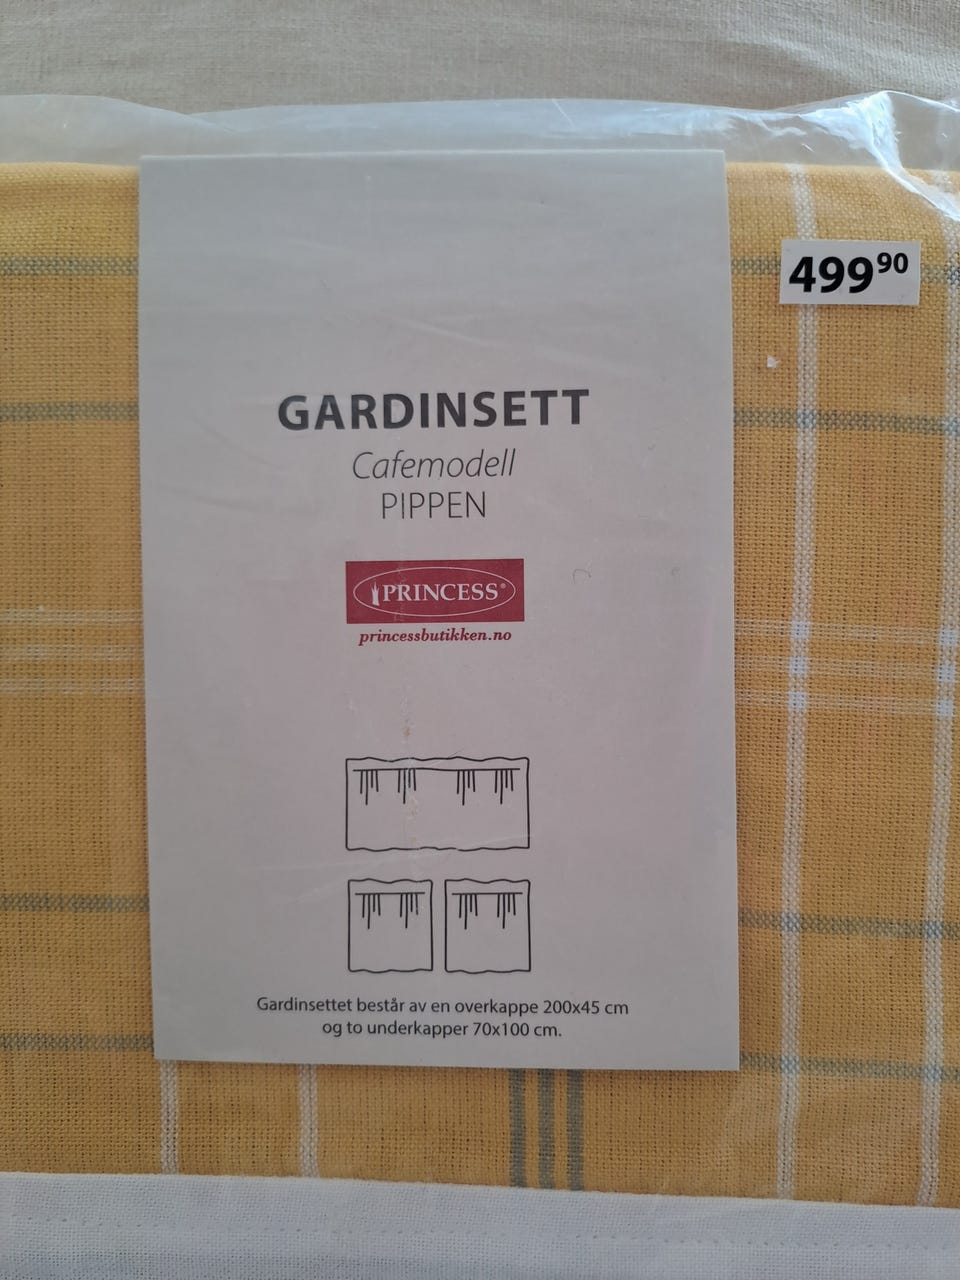 499⁹⁰
GARDINSETT
Cafemodell
PIPPEN
PRINCESS®
princessbutikken.no
Gardinsettet består av en overkappe 200x45 cm
og to underkapper 70x100 cm.